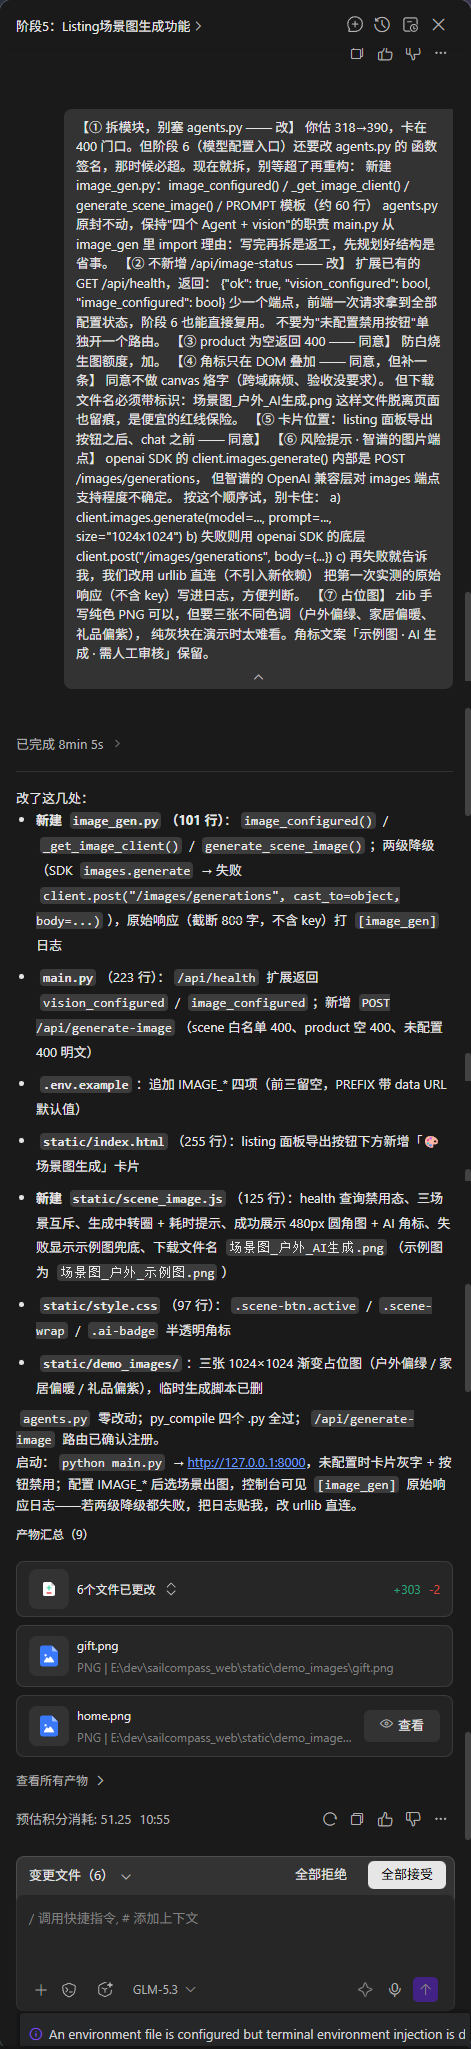 阶段5：Listing场景图生成功能
【① 拆模块，别塞 agents.py —— 改】 你估 318→390，卡在
400 门口。但阶段 6（模型配置入口）还要改 agents.py 的 函数
签名，那时候必超。现在就拆，别等超了再重构： 新建
image_gen.py：image_configured() / _get_image_client() /
generate_scene_image() / PROMPT 模板（约 60 行） agents.py
原封不动，保持"四个 Agent + vision"的职责 main.py 从
image_gen 里 import 理由：写完再拆是返工，先规划好结构是
省事。 【② 不新增 /api/image-status —— 改】 扩展已有的
GET /api/health，返回： {"ok": true, "vision_configured": bool,
"image_configured": bool} 少一个端点，前端一次请求拿到全部
配置状态，阶段 6 也能直接复用。 不要为"未配置禁用按钮"单
独开一个路由。 【③ product 为空返回 400 —— 同意】 防白烧
生图额度，加。 【④ 角标只在 DOM 叠加 —— 同意，但补一
条】 同意不做 canvas 烙字（跨域麻烦、验收没要求）。 但下载
文件名必须带标识：场景图_户外_AI生成.png 这样文件脱离页面
也留痕，是便宜的红线保险。 【⑤ 卡片位置：listing 面板导出
按钮之后、chat 之前 —— 同意】 【⑥ 风险提示 · 智谱的图片端
点】 openai SDK 的 client.images.generate() 内部是 POST
/images/generations， 但智谱的 OpenAI 兼容层对 images 端点
支持程度不确定。 按这个顺序试，别卡住： a)
client.images.generate(model=..., prompt=...,
size="1024x1024") b) 失败则用 openai SDK 的底层
client.post("/images/generations", body={...}) c) 再失败就告诉
我，我们改用 urllib 直连（不引入新依赖） 把第一次实测的原始
响应（不含 key）写进日志，方便判断。 【⑦ 占位图】 zlib 手
写纯色 PNG 可以，但要三张不同色调（户外偏绿、家居偏暖、
礼品偏紫）， 纯灰块在演示时太难看。角标文案「示例图 · AI 生
成 · 需人工审核」保留。
已完成 8min 5s
改了这几处：
新建 image_gen.py （101 行）： image_configured() /
_get_image_client() / generate_scene_image() ；两级降级
（SDK images.generate → 失败
client.post("/images/generations", cast_to=object,
body=...) ），原始响应（截断 800 字，不含 key）打 [image_gen]
日志
main.py （223 行）： /api/health 扩展返回
vision_configured / image_configured ；新增 POST
/api/generate-image （scene 白名单 400、product 空 400、未配置
400 明文）
.env.example ：追加 IMAGE_* 四项（前三留空，PREFIX 带 data URL
默认值）
static/index.html （255 行）：listing 面板导出按钮下方新增「🎨
场景图生成」卡片
新建 static/scene_image.js （125 行）：health 查询禁用态、三场
景互斥、生成中转圈 + 耗时提示、成功展示 480px 圆角图 + AI 角标、失
败显示示例图兜底、下载文件名 场景图_户外_AI生成.png （示例图
为 场景图_户外_示例图.png ）
static/style.css （97 行）： .scene-btn.active / .scene-
wrap / .ai-badge 半透明角标
static/demo_images/ ：三张 1024×1024 渐变占位图（户外偏绿 / 家
居偏暖 / 礼品偏紫），临时生成脚本已删
agents.py 零改动；py_compile 四个 .py 全过； /api/generate-
image 路由已确认注册。
启动： python main.py → http://127.0.0.1:8000，未配置时卡片灰字 + 按
钮禁用；配置 IMAGE_* 后选场景出图，控制台可见 [image_gen] 原始响
应日志——若两级降级都失败，把日志贴我，改 urllib 直连。
产物汇总（9）
6个文件已更改 +303 -2
gift.png
PNG | E:\dev\sailcompass_web\static\demo_images\gift.png
home.png
PNG | E:\dev\sailcompass_web\static\demo_image... 查看
查看所有产物
预估积分消耗: 51.25 10:55
变更文件（6） 全部拒绝 全部接受
/ 调用快捷指令, # 添加上下文
GLM-5.3
An environment file is configured but terminal environment injection is d